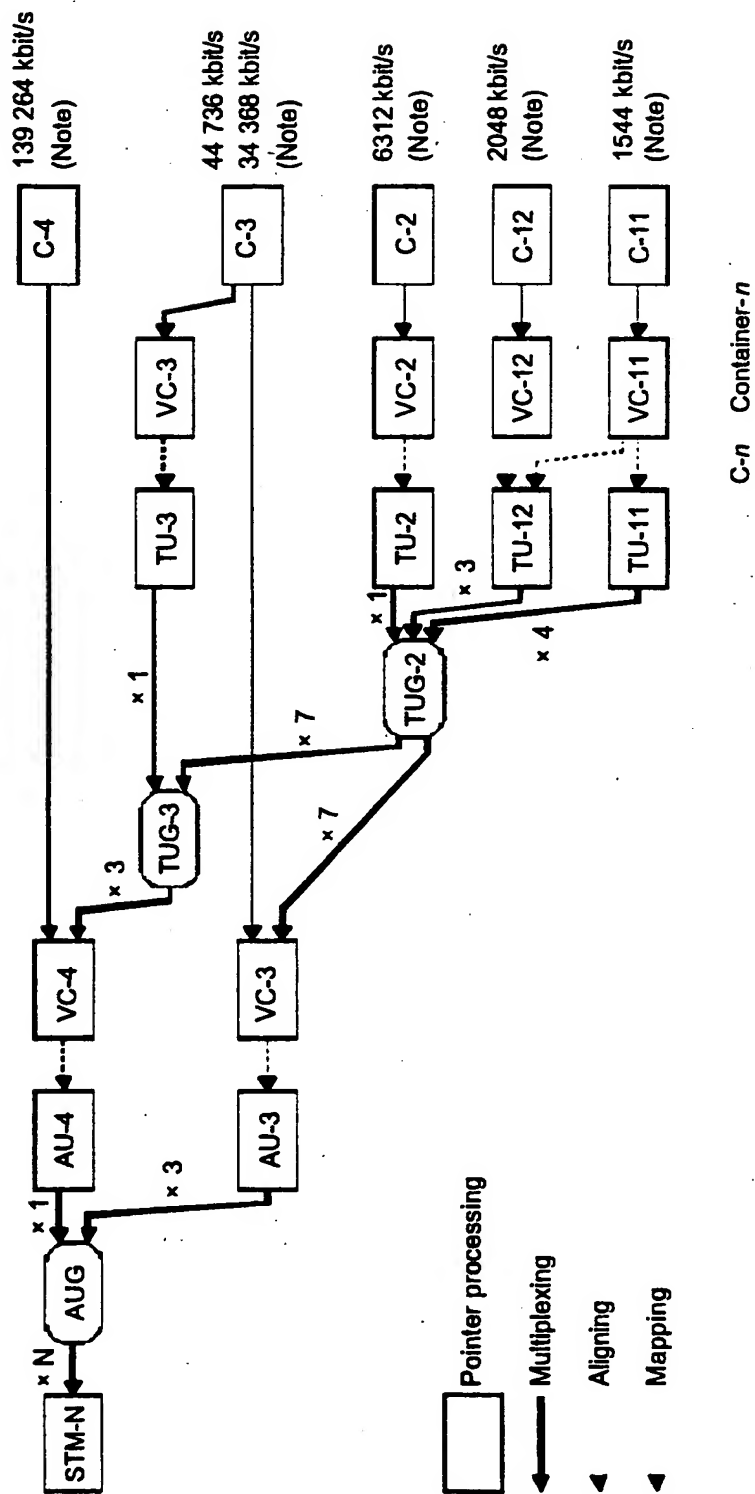 × N
× 1
139 264 kbit/s
(Note)
STM-N
AUG
AU-4
VC-4
C-4
× 3
× 3
× 1
44 736 kbit/s
34 368 kbit/s
(Note)
TUG-3
TU-3
VC-3
AU-3
VC-3
C-3
× 7
× 7
× 1
6312 kbit/s
(Note)
TUG-2
TU-2
VC-2
C-2
× 3
2048 kbit/s
(Note)
TU-12
VC-12
C-12
× 4
1544 kbit/s
(Note)
TU-11
VC-11
C-11
Pointer processing
Multiplexing
Aligning
Mapping
C-n Container-n